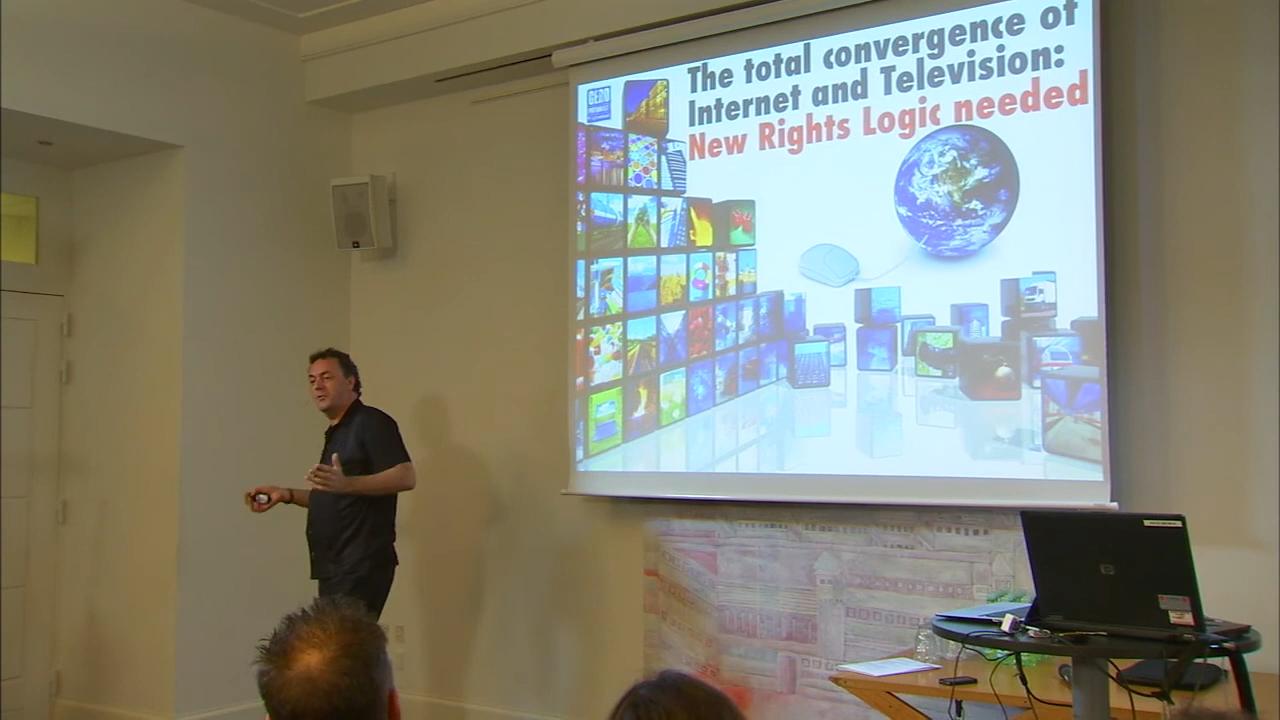 The total convergence of
Internet and Television:
New Rights Logic needed